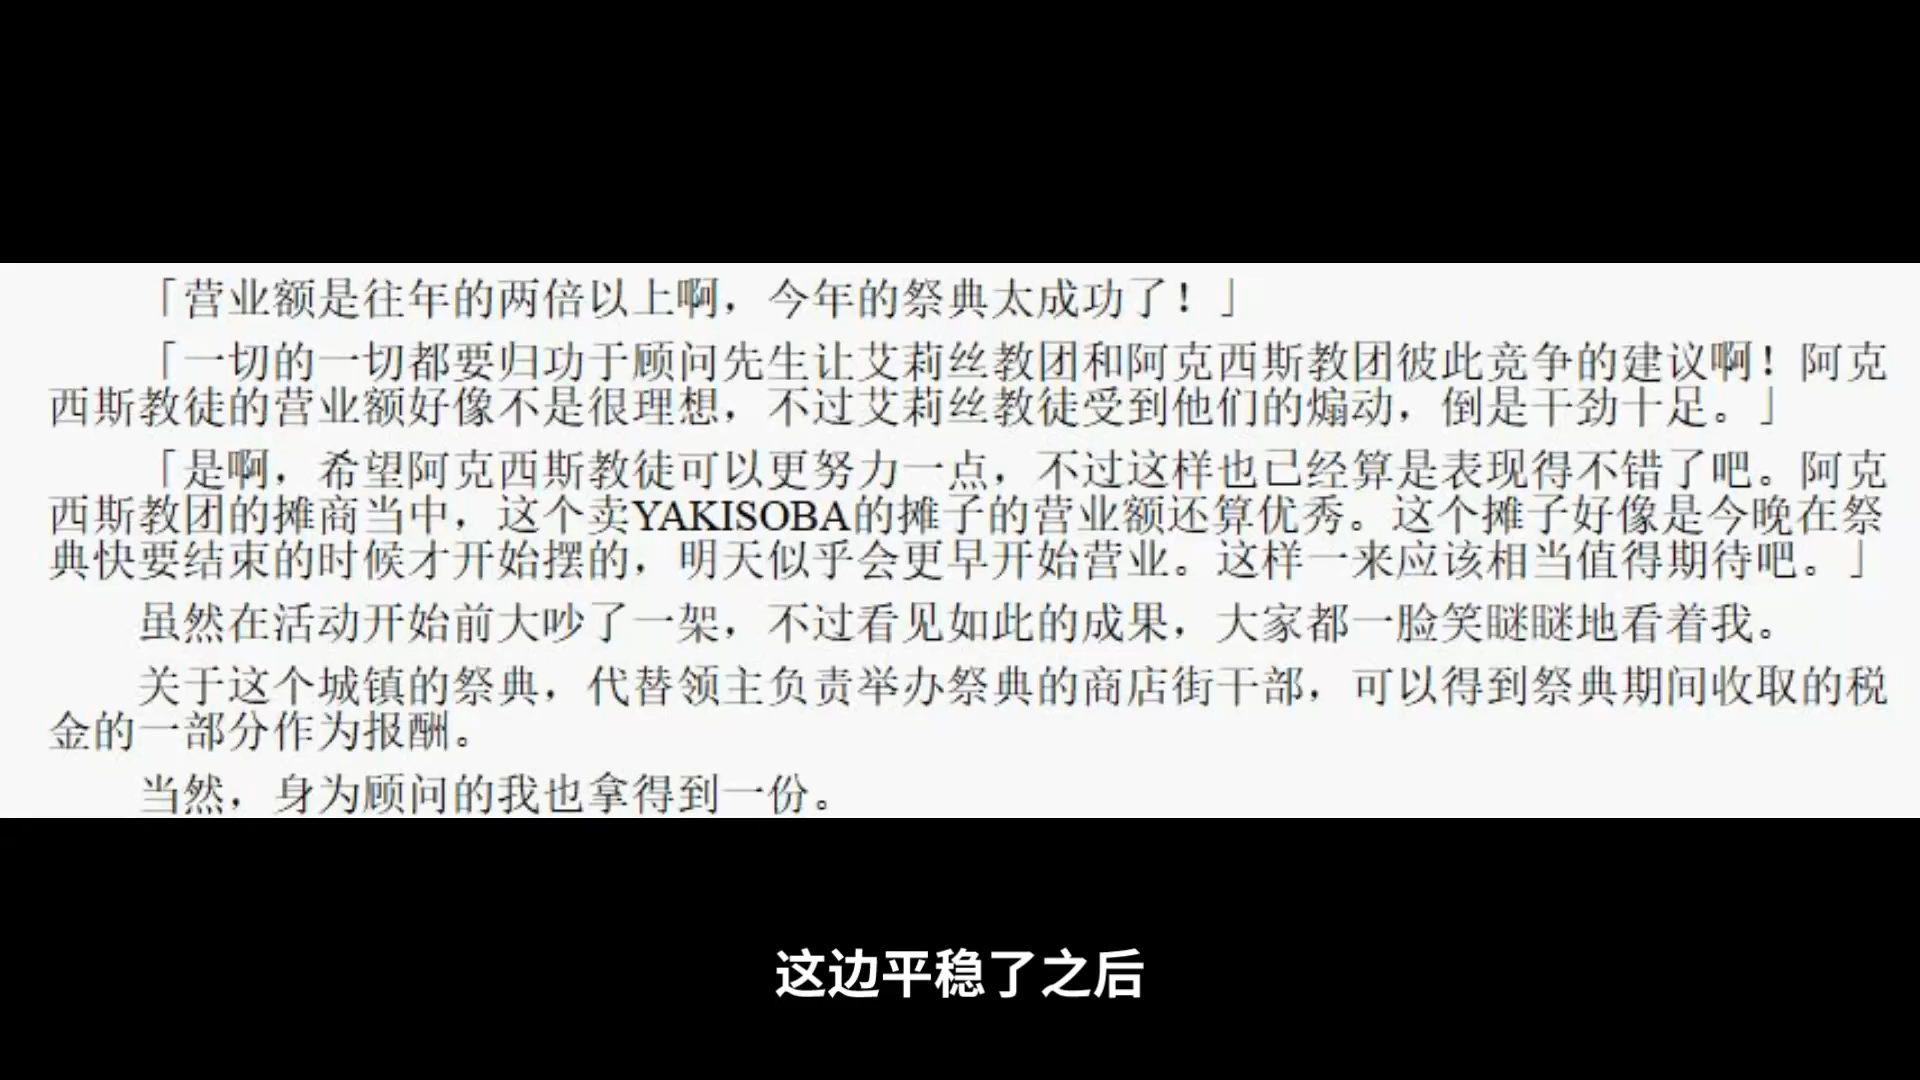 「营业额是往年的两倍以上啊，今年的祭典太成功了！」
「一切的一切都要归功于顾问先生让艾莉丝教团和阿克西斯教团彼此竞争的建议啊！阿克
西斯教徒的营业额好像不是很理想，不过艾莉丝教徒受到他们的煽动，倒是干劲十足。」
「是啊，希望阿克西斯教徒可以更努力一点，不过这样也已经算是表现得不错了吧。阿克
西斯教团的摊商当中，这个卖YAKISOBA的摊子的营业额还算优秀。这个摊子好像是今晚在祭
典快要结束的时候才开始摆的，明天似乎会更早开始营业。这样一来应该相当值得期待吧。」
虽然在活动开始前大吵了一架，不过看见如此的成果，大家都一脸笑瞇瞇地看着我。
关于这个城镇的祭典，代替领主负责举办祭典的商店街干部，可以得到祭典期间收取的税
金的一部分作为报酬。
当然，身为顾问的我也拿得到一份。
这边平稳了之后